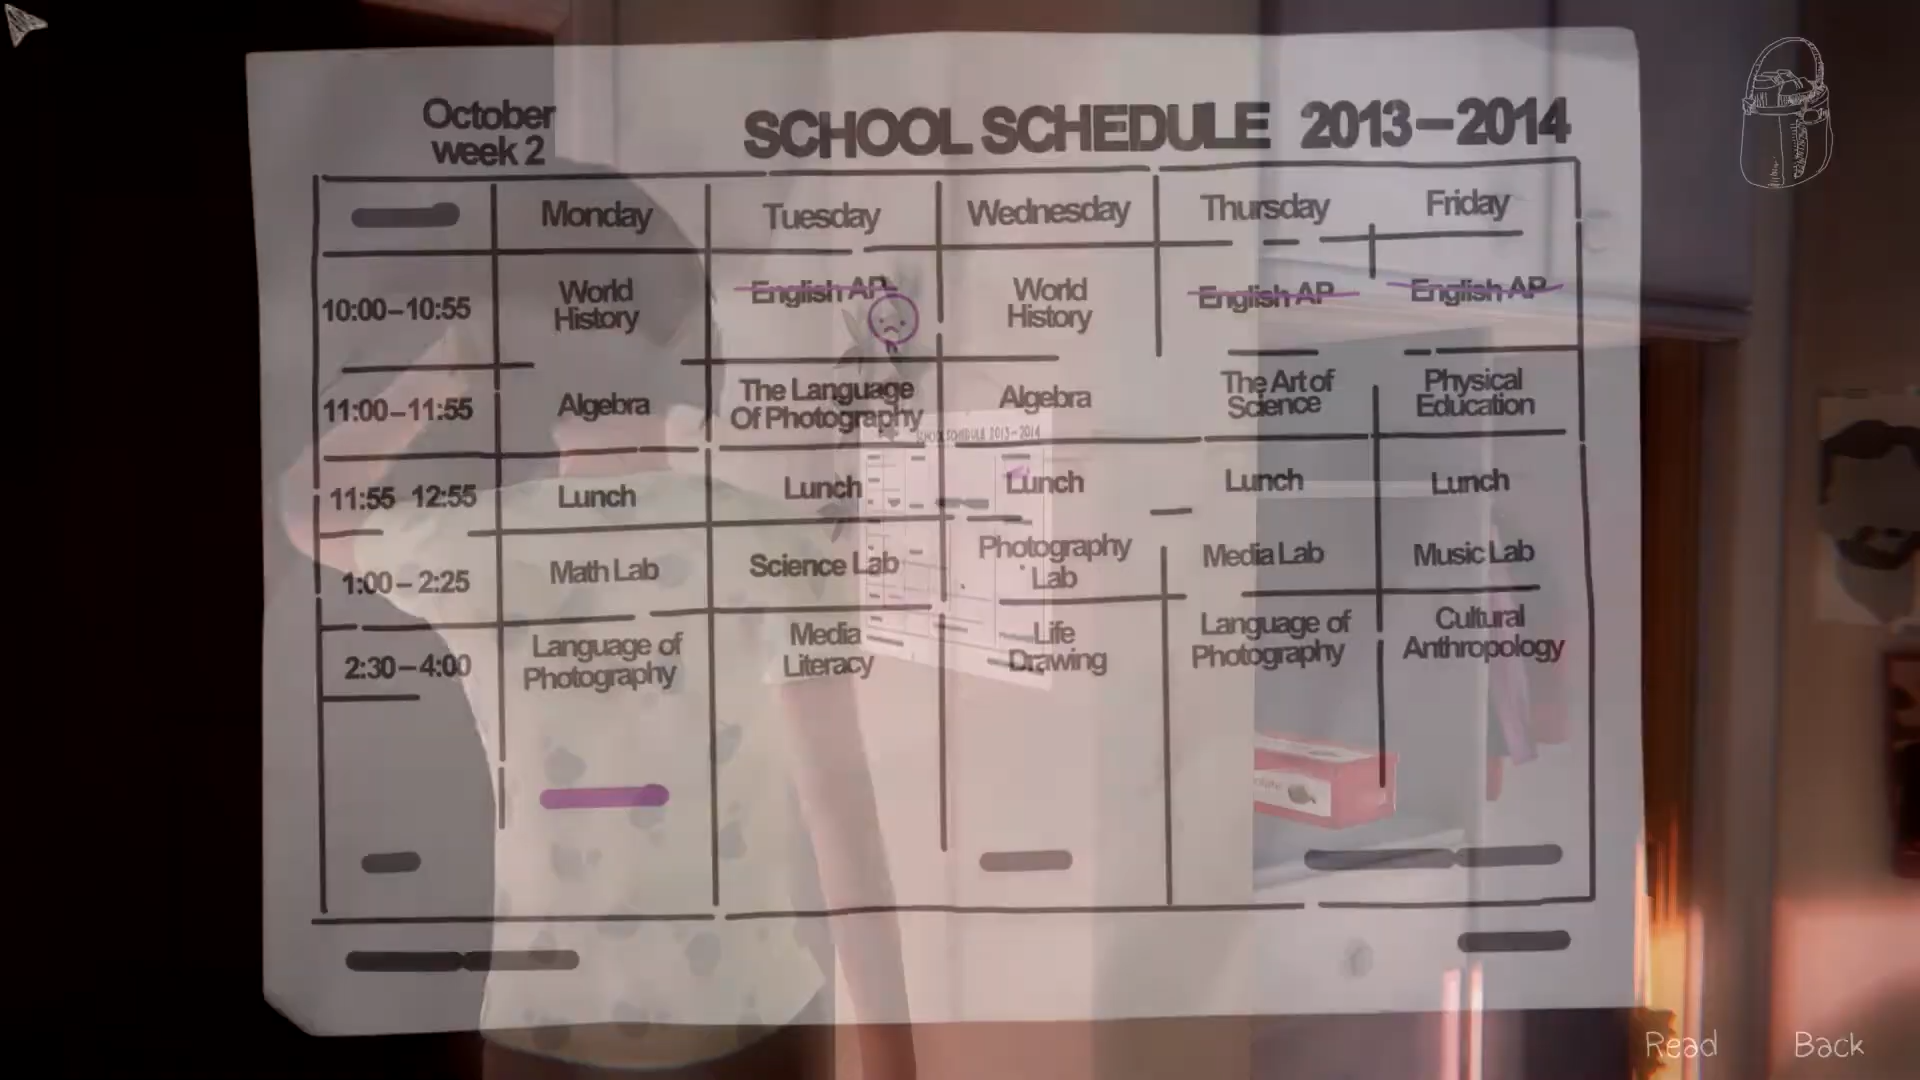 October
week 2
SCHOOL SCHEDULE 2013–2014
Monday Tuesday Wednesday Thursday Friday
10:00–10:55
World
History
English AP
World
History
English AP
English AP
11:00–11:55
Algebra
The Language
Of Photography
Algebra
The Art of
Science
Physical
Education
11:55 12:55
Lunch
Lunch
Lunch
Lunch
Lunch
1:00–2:25
Math Lab
Science Lab
Photography
Lab
Media Lab
Music Lab
2:30–4:00
Language of
Photography
Media
Literacy
Life
Drawing
Language of
Photography
Cultural
Anthropology
SCHOOL SCHEDULE 2013-2014
Read Back